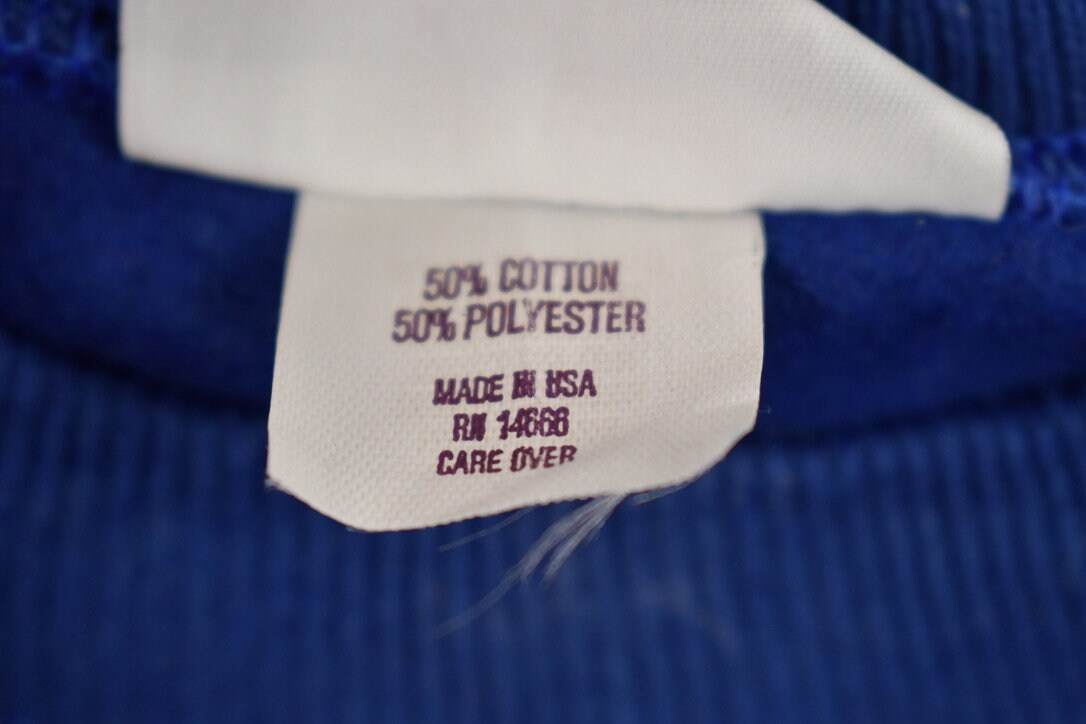 50% COTTON
50% POLYESTER
MADE IN USA
RN 14668
CARE OVER